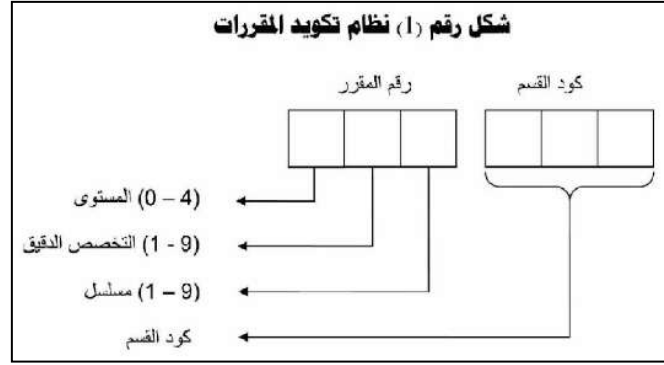 شكل رقم (1) نظام تكويد المقررات
كود القسم
رقم المقرر
(0 – 4) المستوى
(1 - 9) التخصص الدقيق
(1 – 9) مسلسل
كود القسم